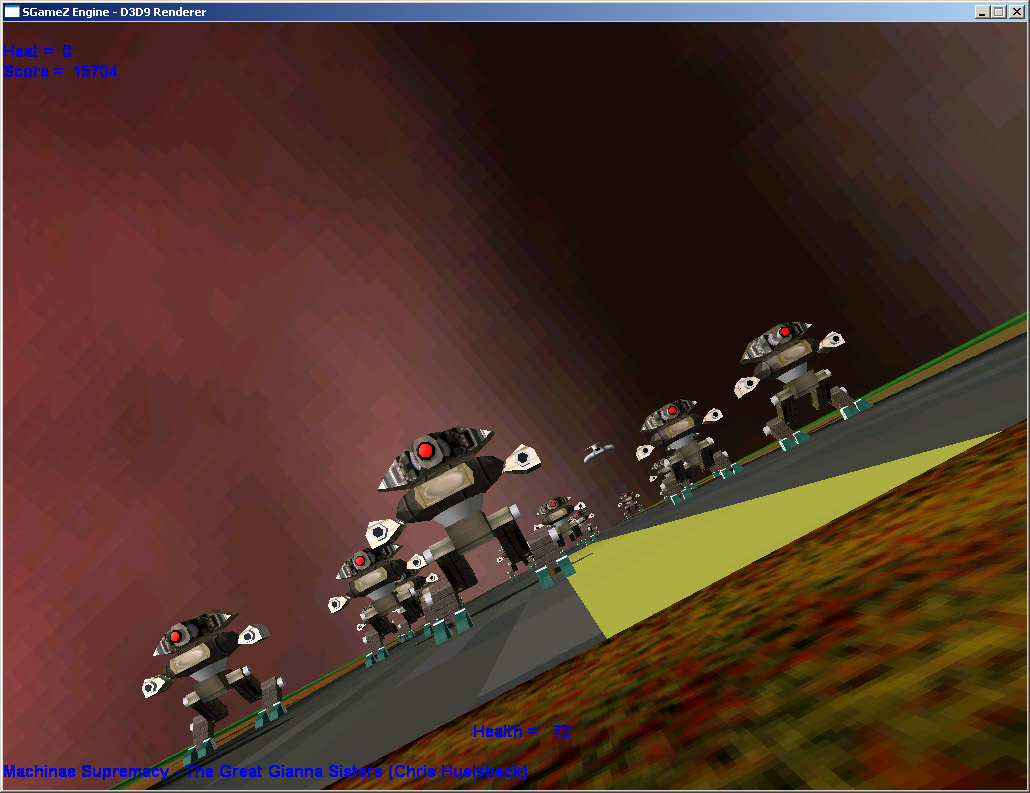 SGameZ Engine - D3D9 Renderer
Heat = 0
Score = 15704
Health = 72
Machinae Supremacy - The Great Gianna Sisters (Chris Huelsbeck)